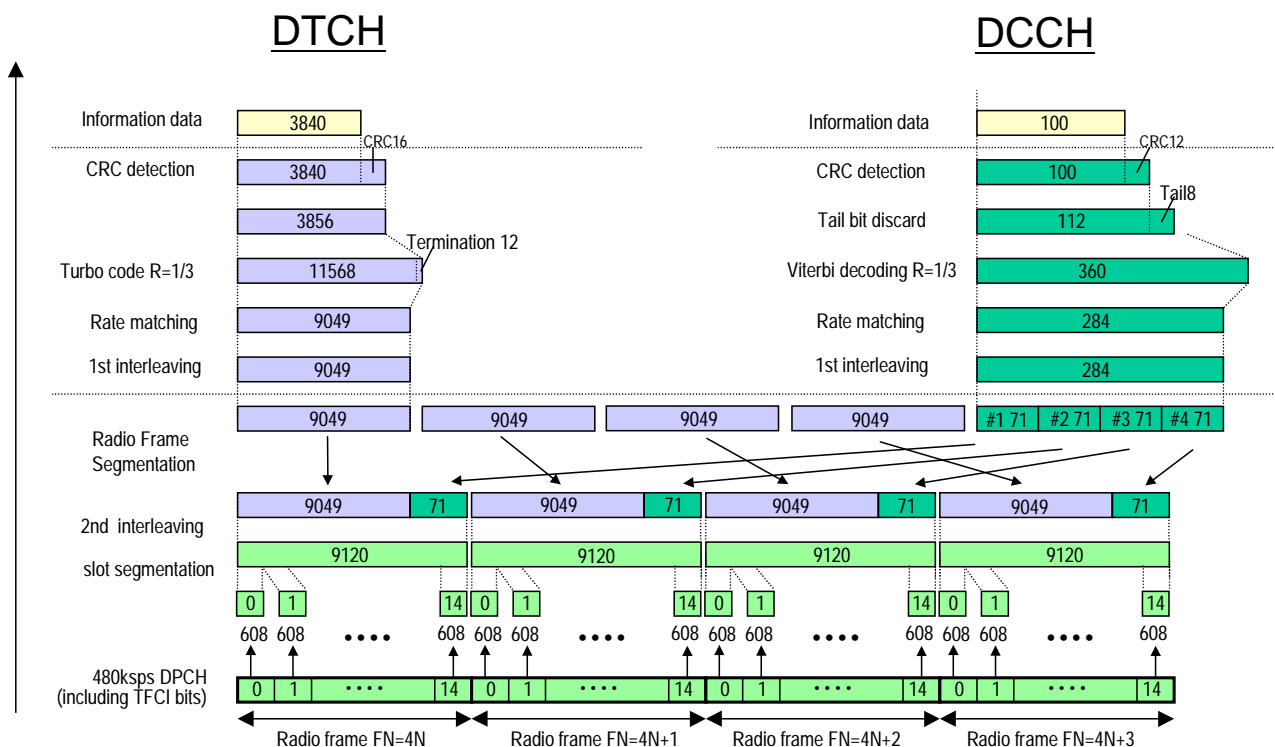 DTCH DCCH
Information data 3840 Information data 100
CRC16 CRC12
CRC detection 3840 CRC detection 100
Tail8
3856 Tail bit discard 112
Termination 12
Turbo code R=1/3 11568 Viterbi decoding R=1/3 360
Rate matching 9049 Rate matching 284
1st interleaving 9049 1st interleaving 284
9049 9049 9049 9049 #1 71 #2 71 #3 71 #4 71
Radio Frame
Segmentation
9049 71 9049 71 9049 71 9049 71
2nd interleaving
9120 9120 9120 9120
slot segmentation
0 1 14 0 1 14 0 1 14 0 1 14
608 608 •••• 608 608 608 •••• 608 608 608 •••• 608 608 608 •••• 608
480ksps DPCH
(including TFCI bits)
0 1 •••• 14 0 1 •••• 14 0 1 •••• 14 0 1 •••• 14
Radio frame FN=4N Radio frame FN=4N+1 Radio frame FN=4N+2 Radio frame FN=4N+3